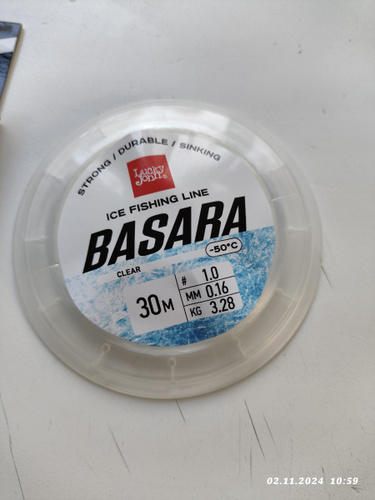 STRONG / DURABLE / SINKING
Lucky
John
ICE FISHING LINE
BASARA
-50°C
CLEAR
30M
# 1.0
MM 0.16
KG 3.28
02.11.2024 10:59